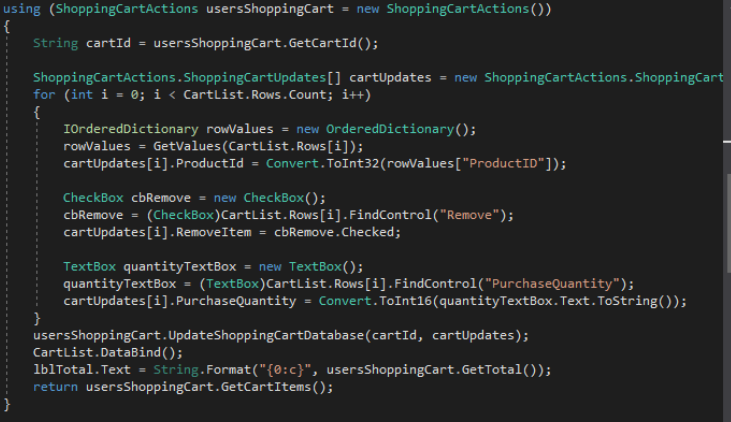 using (ShoppingCartActions usersShoppingCart = new ShoppingCartActions())
{
String cartId = usersShoppingCart.GetCartId();
ShoppingCartActions.ShoppingCartUpdates[] cartUpdates = new ShoppingCartActions.ShoppingCart
for (int i = 0; i < CartList.Rows.Count; i++)
{
IOrderedDictionary rowValues = new OrderedDictionary();
rowValues = GetValues(CartList.Rows[i]);
cartUpdates[i].ProductId = Convert.ToInt32(rowValues["ProductID"]);
CheckBox cbRemove = new CheckBox();
cbRemove = (CheckBox)CartList.Rows[i].FindControl("Remove");
cartUpdates[i].RemoveItem = cbRemove.Checked;
TextBox quantityTextBox = new TextBox();
quantityTextBox = (TextBox)CartList.Rows[i].FindControl("PurchaseQuantity");
cartUpdates[i].PurchaseQuantity = Convert.ToInt16(quantityTextBox.Text.ToString());
}
usersShoppingCart.UpdateShoppingCartDatabase(cartId, cartUpdates);
CartList.DataBind();
lblTotal.Text = String.Format("{0:c}", usersShoppingCart.GetTotal());
return usersShoppingCart.GetCartItems();
}